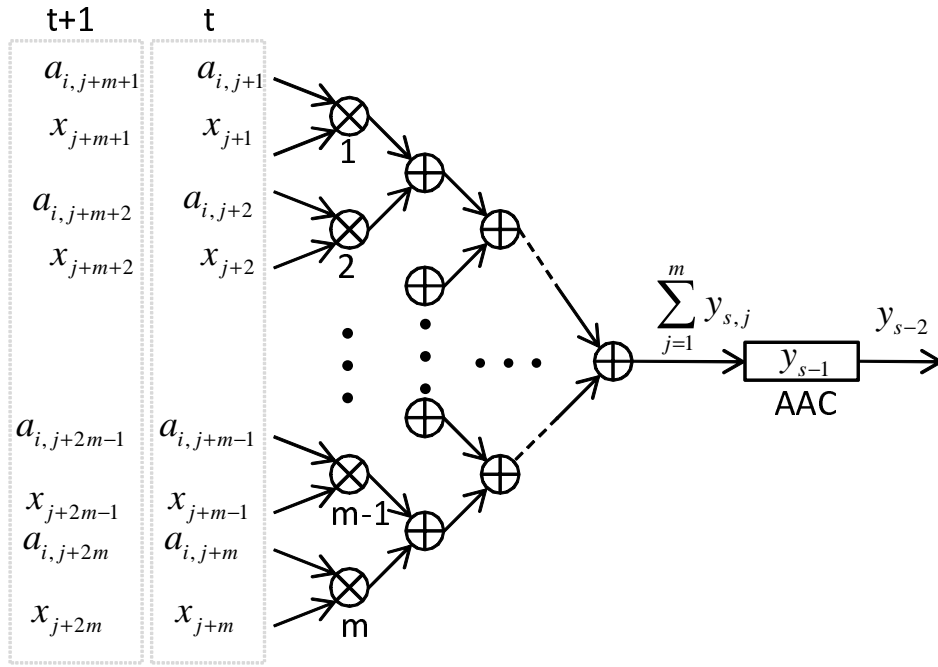 t+1 t
a_{i,j+m+1} a_{i,j+1}
x_{j+m+1} x_{j+1}
1
a_{i,j+m+2} a_{i,j+2}
x_{j+m+2} x_{j+2}
2
\sum_{j=1}^{m} y_{s,j} y_{s-1} y_{s-2}
AAC
a_{i,j+2m-1} a_{i,j+m-1}
x_{j+2m-1} x_{j+m-1}
m-1
a_{i,j+2m} a_{i,j+m}
x_{j+2m} x_{j+m}
m